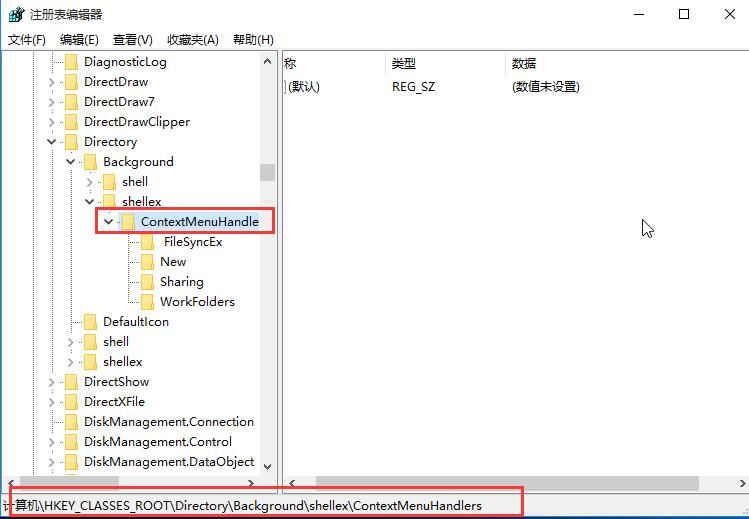 注册表编辑器
文件(F) 编辑(E) 查看(V) 收藏夹(A) 帮助(H)
DiagnosticLog
DirectDraw
DirectDraw7
DirectDrawClipper
Directory
Background
shell
shellex
ContextMenuHandle
FileSyncEx
New
Sharing
WorkFolders
DefaultIcon
shell
shellex
DirectShow
DirectXFile
DiskManagement.Connection
DiskManagement.Control
DiskManagement.DataObject
称 类型 数据
(默认) REG_SZ (数值未设置)
计算机\HKEY_CLASSES_ROOT\Directory\Background\shellex\ContextMenuHandlers